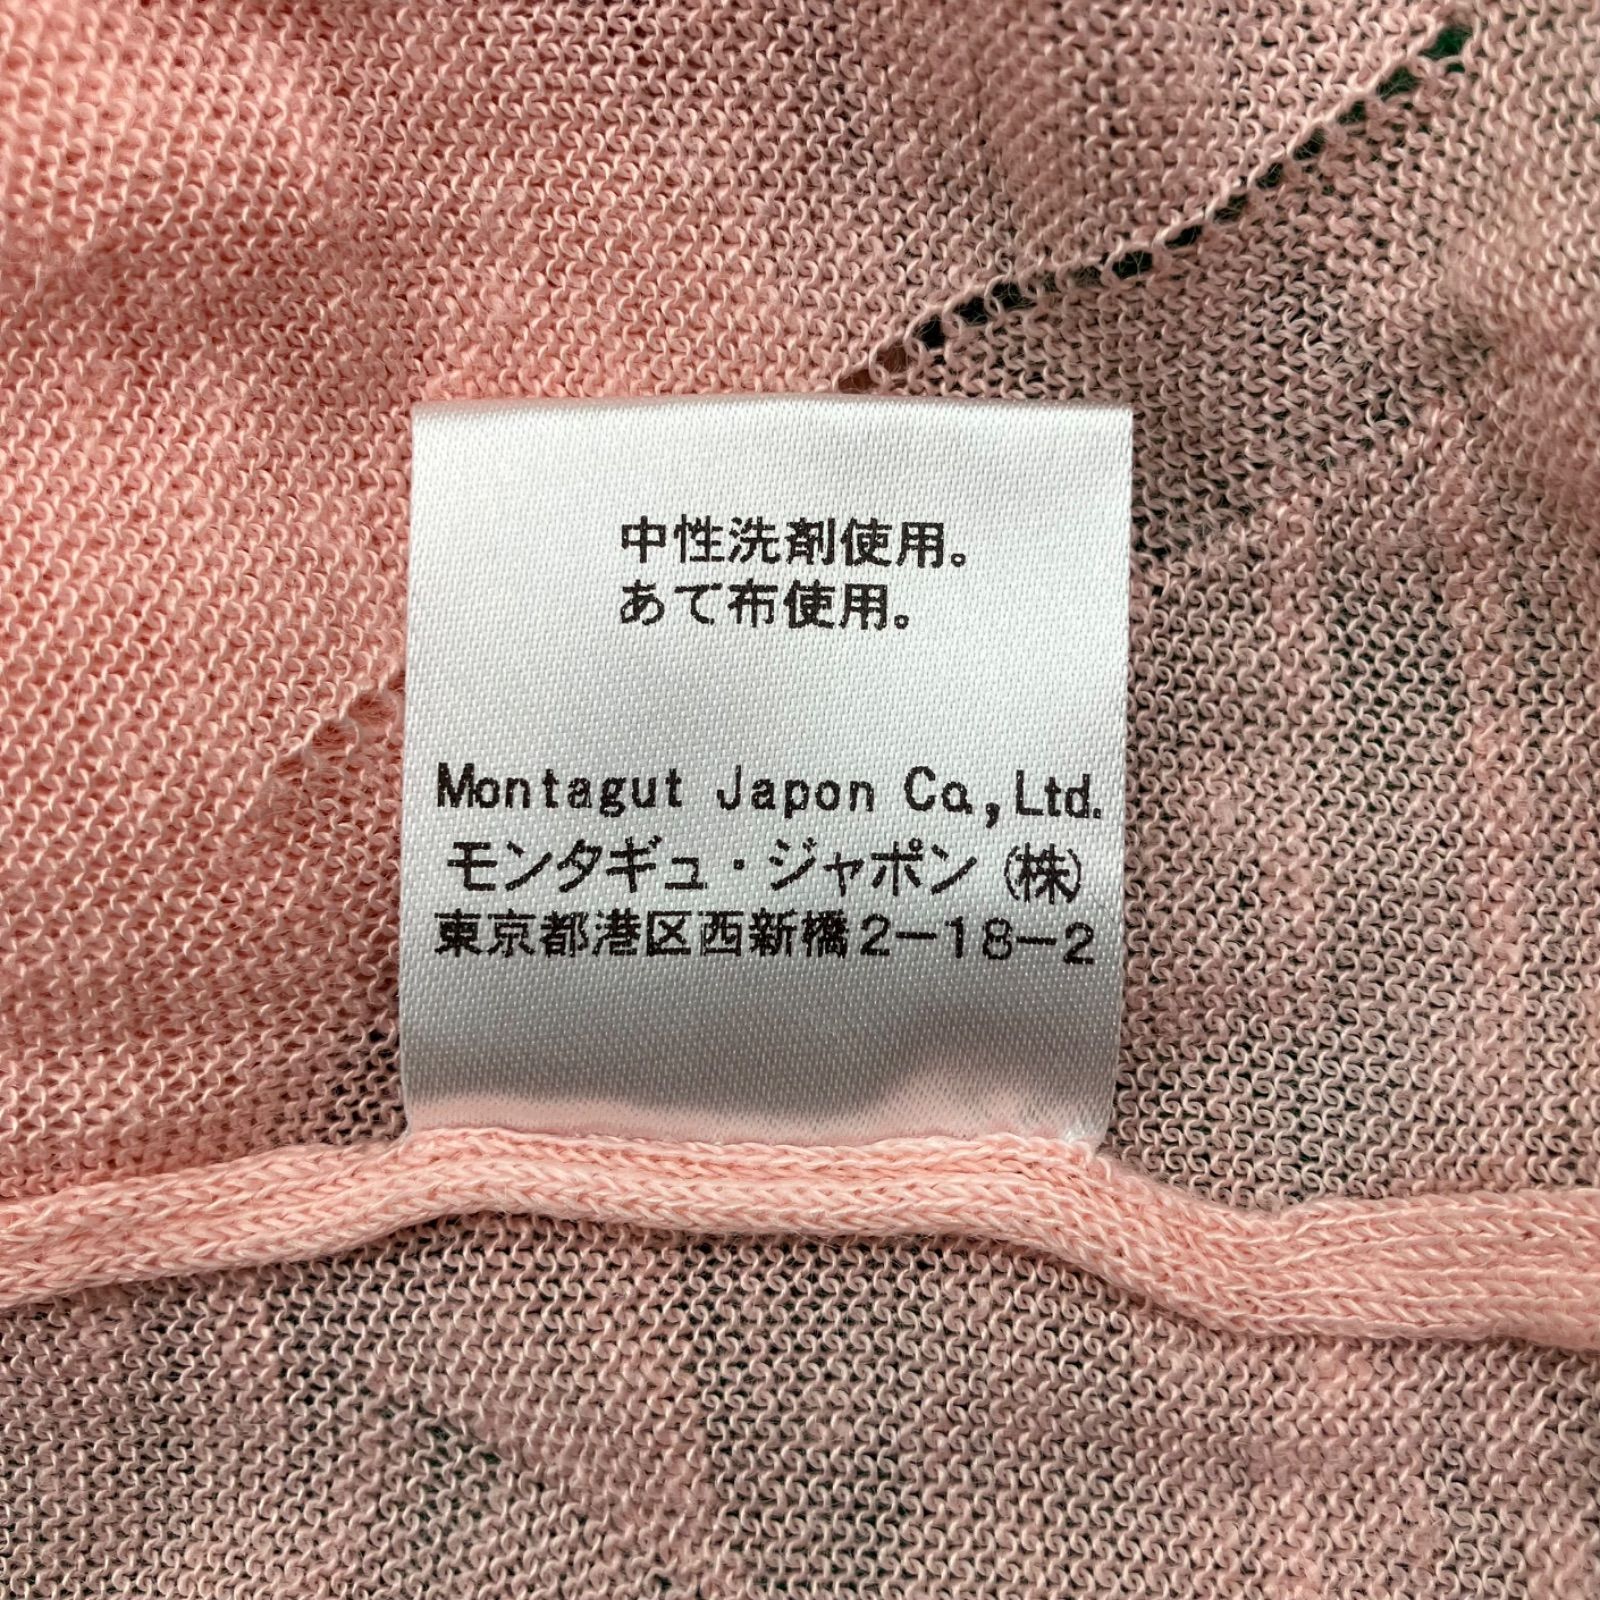 中性洗剤使用。
あて布使用。
Montagut Japon Co.,Ltd.
モンタギュ・ジャポン(株)
東京都港区西新橋2-18-2